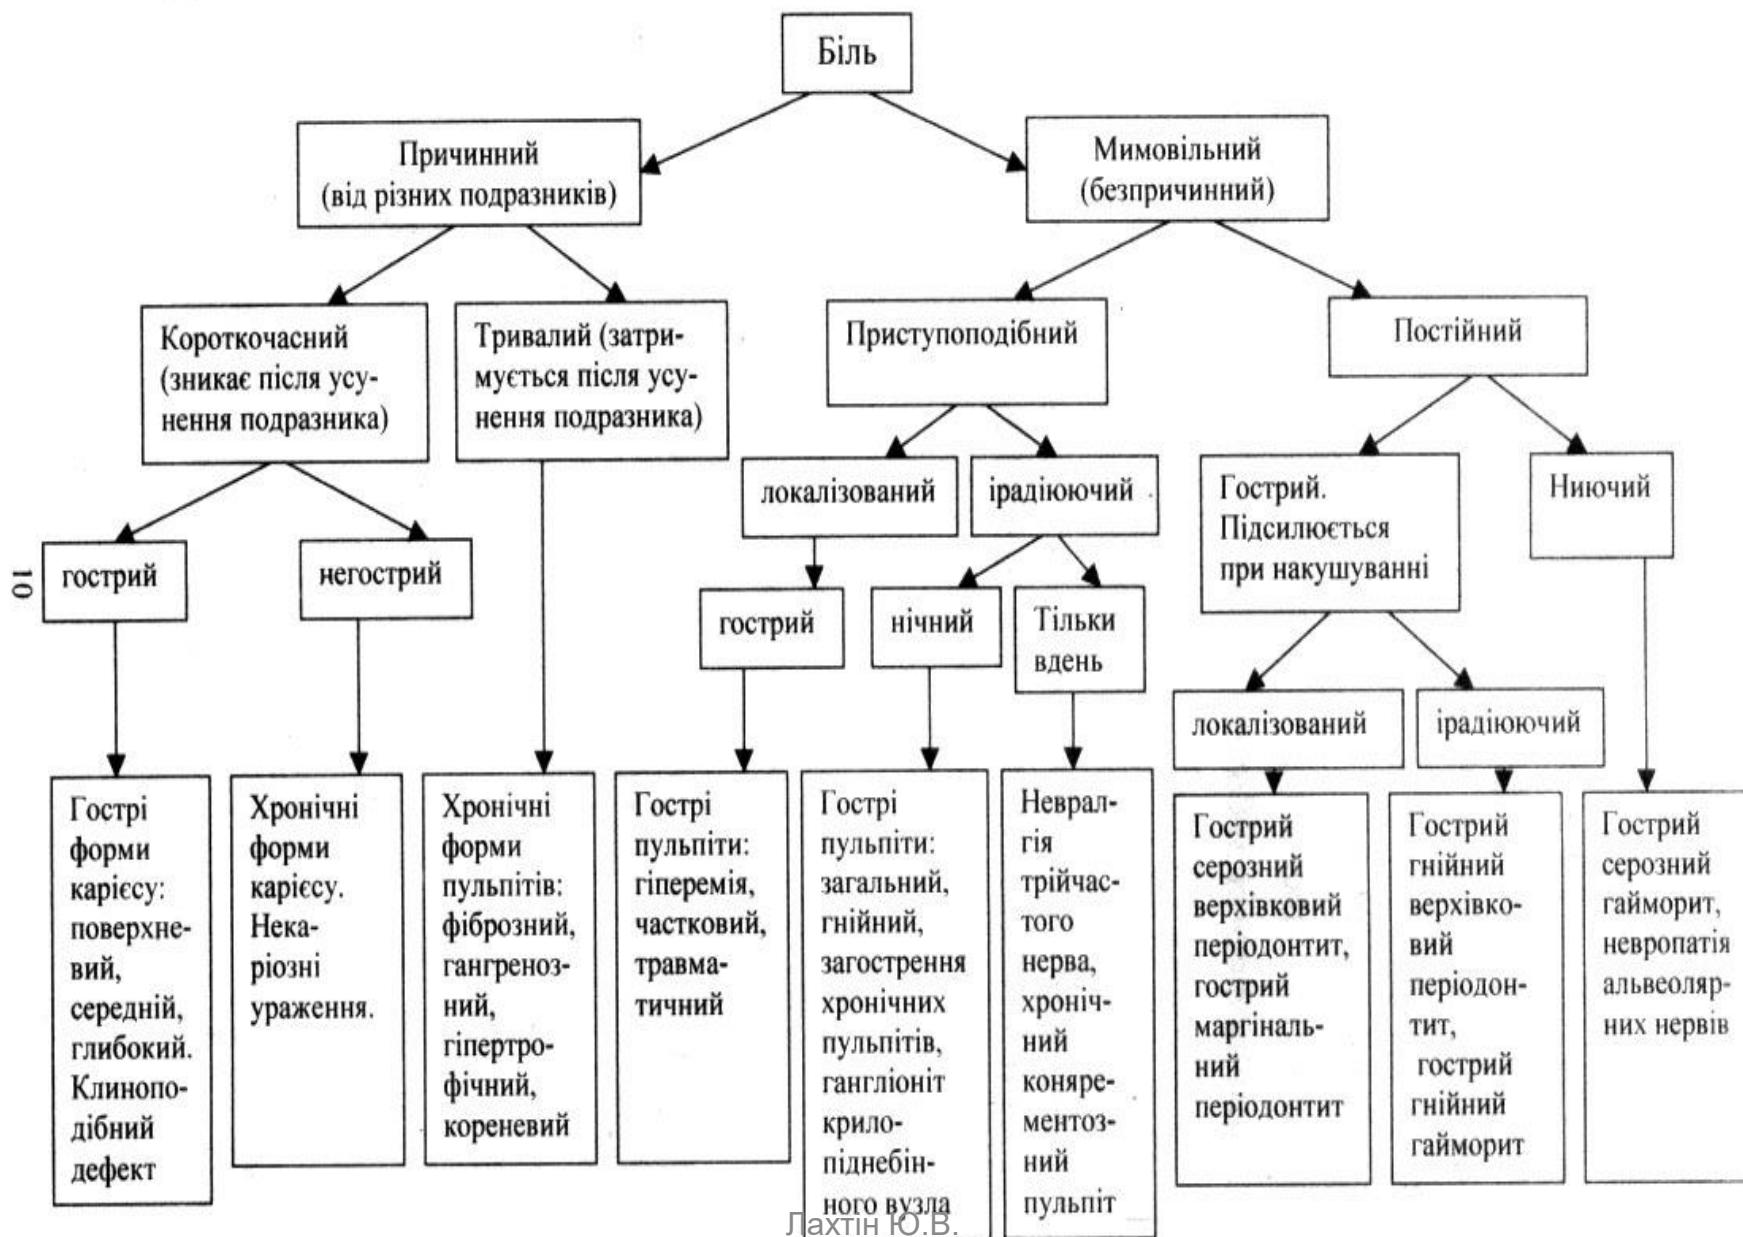 Біль
Причинний
(від різних подразників)
Мимовільний
(безпричинний)
Короткочасний
(зникає після усу-
нення подразника)
Тривалий (затри-
мується після усу-
нення подразника)
Приступоподібний
Постійний
гострий
негострий
локалізований
ірадіюючий
Гострий.
Підсилюється
при накушуванні
Ниючий
гострий
нічний
Тільки
вдень
локалізований
ірадіюючий
Гострі
форми
карієсу:
поверхне-
вий,
середній,
глибокий.
Клинопо-
дібний
дефект
Хронічні
форми
карієсу.
Нека-
ріозні
ураження.
Хронічні
форми
пульпітів:
фіброзний,
гангреноз-
ний,
гіпертро-
фічний,
кореневий
Гострі
пульпіти:
гіперемія,
частковий,
травма-
тичний
Гострі
пульпіти:
загальний,
гнійний,
загострення
хронічних
пульпітів,
гангліоніт
крило-
піднебін-
ного вузла
Неврал-
гія
трійчас-
того
нерва,
хроніч-
ний
коняре-
ментоз-
ний
пульпіт
Гострий
серозний
верхівковий
періодонтит,
гострий
маргіналь-
ний
періодонтит
Гострий
гнійний
верхівко-
вий
періодон-
тит,
гострий
гнійний
гайморит
Гострий
серозний
гайморит,
невропатія
альвеоляр-
них нервів
10
Лахтін Ю.В.